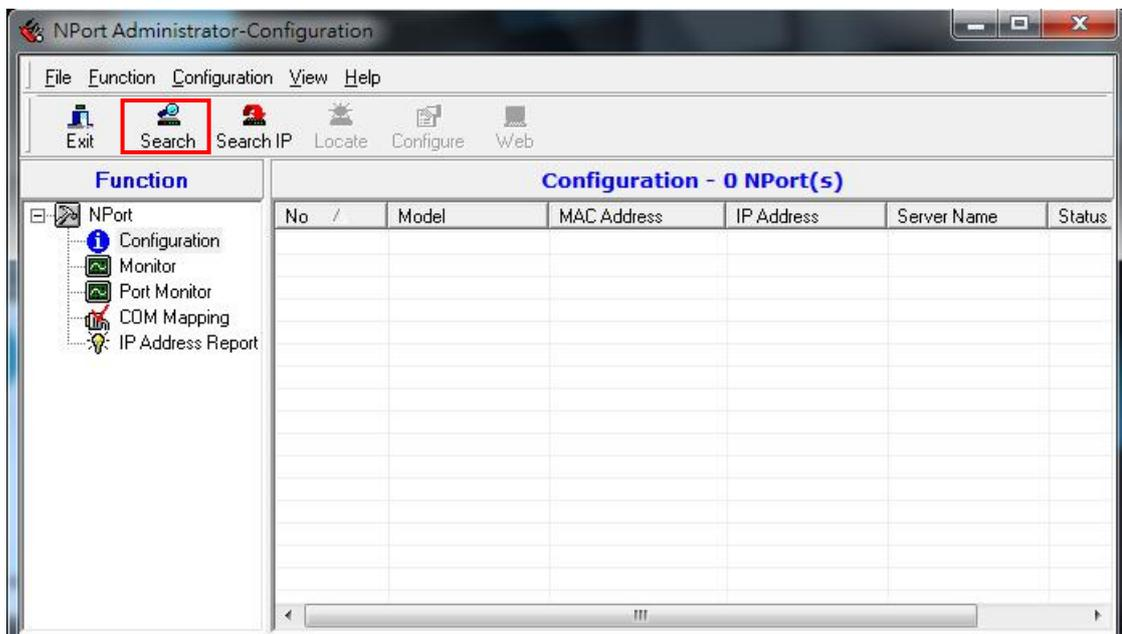 NPort Administrator-Configuration
File Function Configuration View Help
Exit Search Search IP Locate Configure Web
Function
Configuration - 0 NPort(s)
No Model MAC Address IP Address Server Name Status
NPort
Configuration
Monitor
Port Monitor
COM Mapping
IP Address Report